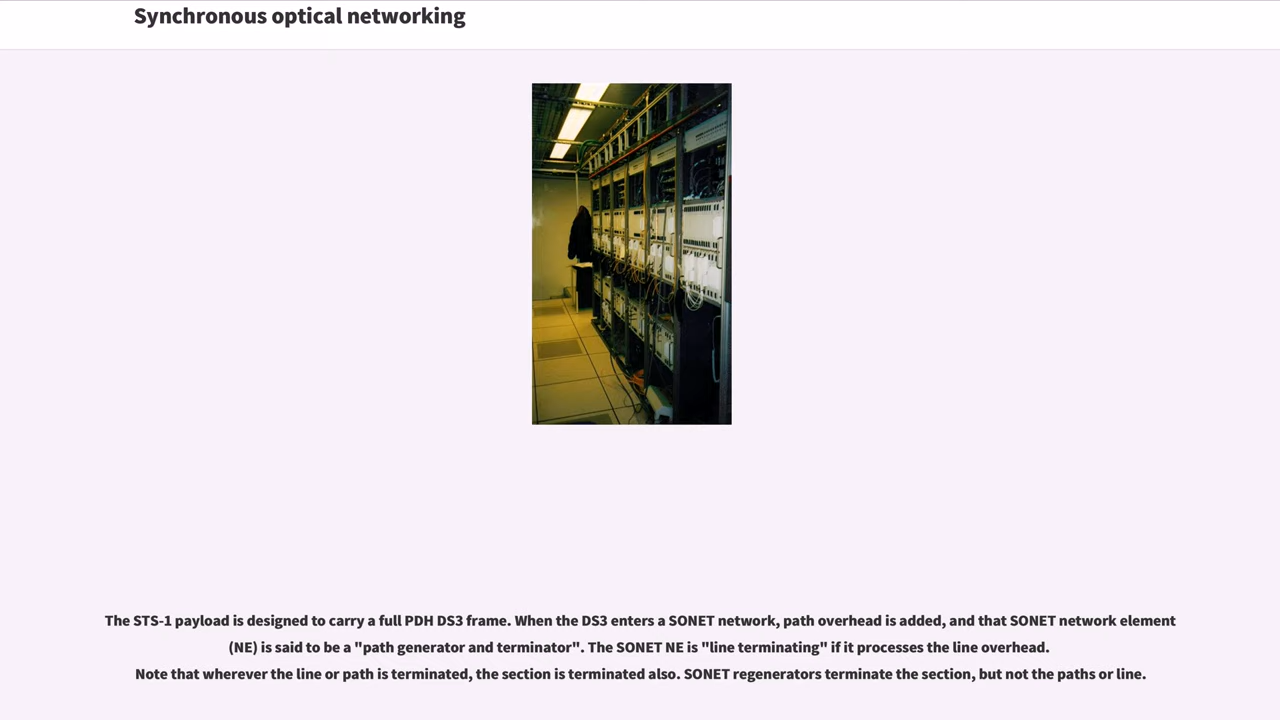 Synchronous optical networking
The STS-1 payload is designed to carry a full PDH DS3 frame. When the DS3 enters a SONET network, path overhead is added, and that SONET network element
(NE) is said to be a "path generator and terminator". The SONET NE is "line terminating" if it processes the line overhead.
Note that wherever the line or path is terminated, the section is terminated also. SONET regenerators terminate the section, but not the paths or line.